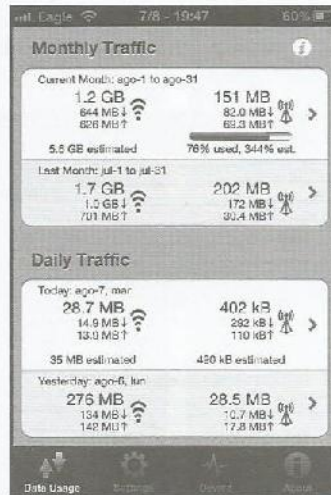 Eagle 7/8 - 19:47 60%
Monthly Traffic
Current Month: ago-1 to ago-31
1.2 GB 151 MB
644 MB↓ 82.0 MB↓
626 MB↑ 69.3 MB↑
5.6 GB estimated 76% used, 344% est.
Last Month: jul-1 to jul-31
1.7 GB 202 MB
1.0 GB↓ 172 MB↓
701 MB↑ 30.4 MB↑
Daily Traffic
Today: ago-7, mar
28.7 MB 402 kB
14.9 MB↓ 292 kB↓
13.9 MB↑ 110 kB↑
35 MB estimated 490 kB estimated
Yesterday: ago-6, lun
276 MB 28.5 MB
134 MB↓ 10.7 MB↓
142 MB↑ 17.8 MB↑
Data Usage Settings Device About